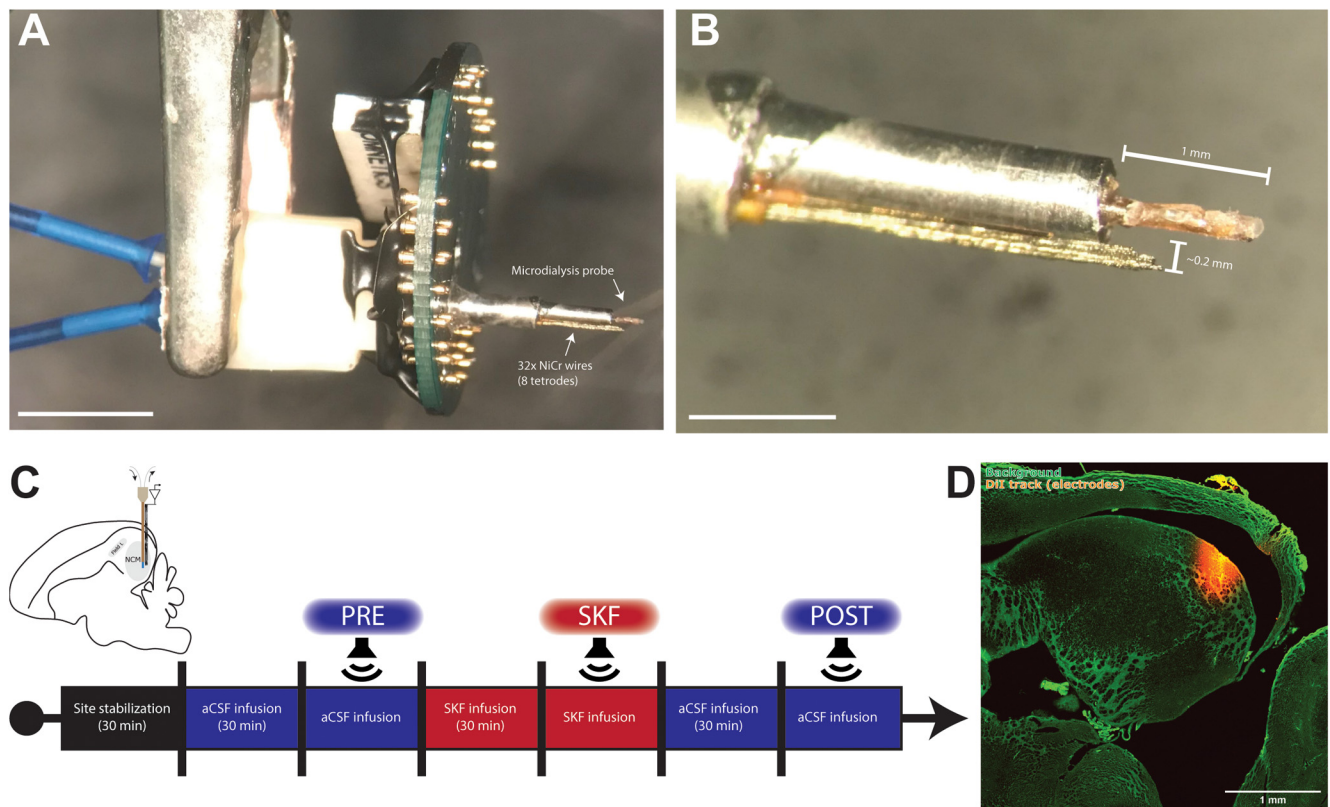 A
OMNETICS
Microdialysis probe
32x NiCr wires
(8 tetrodes)
B
1 mm
~0.2 mm
C
Field L
NCM
PRE
SKF
POST
Site stabilization
(30 min)
aCSF infusion
(30 min)
aCSF infusion
SKF infusion
(30 min)
SKF infusion
aCSF infusion
(30 min)
aCSF infusion
D
Background
DiI track (electrodes)
1 mm